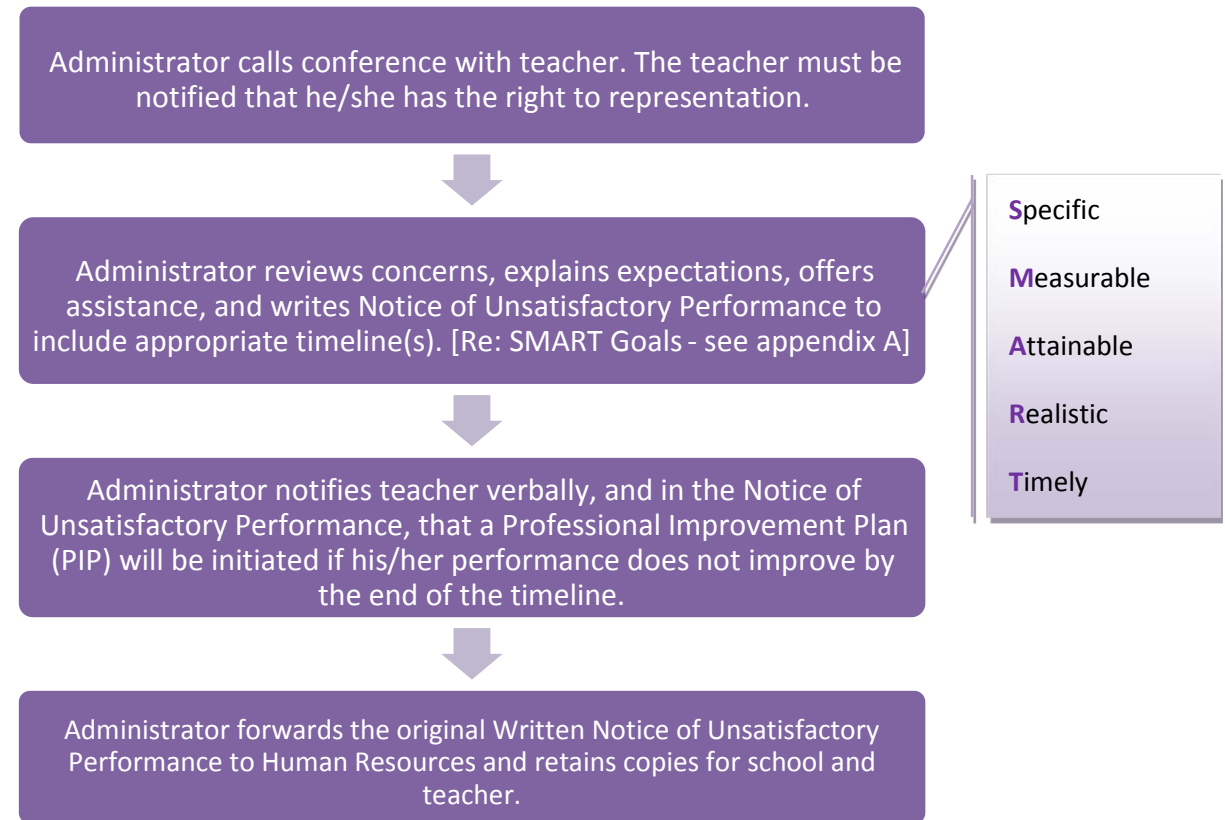 Administrator calls conference with teacher. The teacher must be
notified that he/she has the right to representation.
Administrator reviews concerns, explains expectations, offers
assistance, and writes Notice of Unsatisfactory Performance to
include appropriate timeline(s). [Re: SMART Goals - see appendix A]
Specific
Measurable
Attainable
Realistic
Timely
Administrator notifies teacher verbally, and in the Notice of
Unsatisfactory Performance, that a Professional Improvement Plan
(PIP) will be initiated if his/her performance does not improve by
the end of the timeline.
Administrator forwards the original Written Notice of Unsatisfactory
Performance to Human Resources and retains copies for school and
teacher.